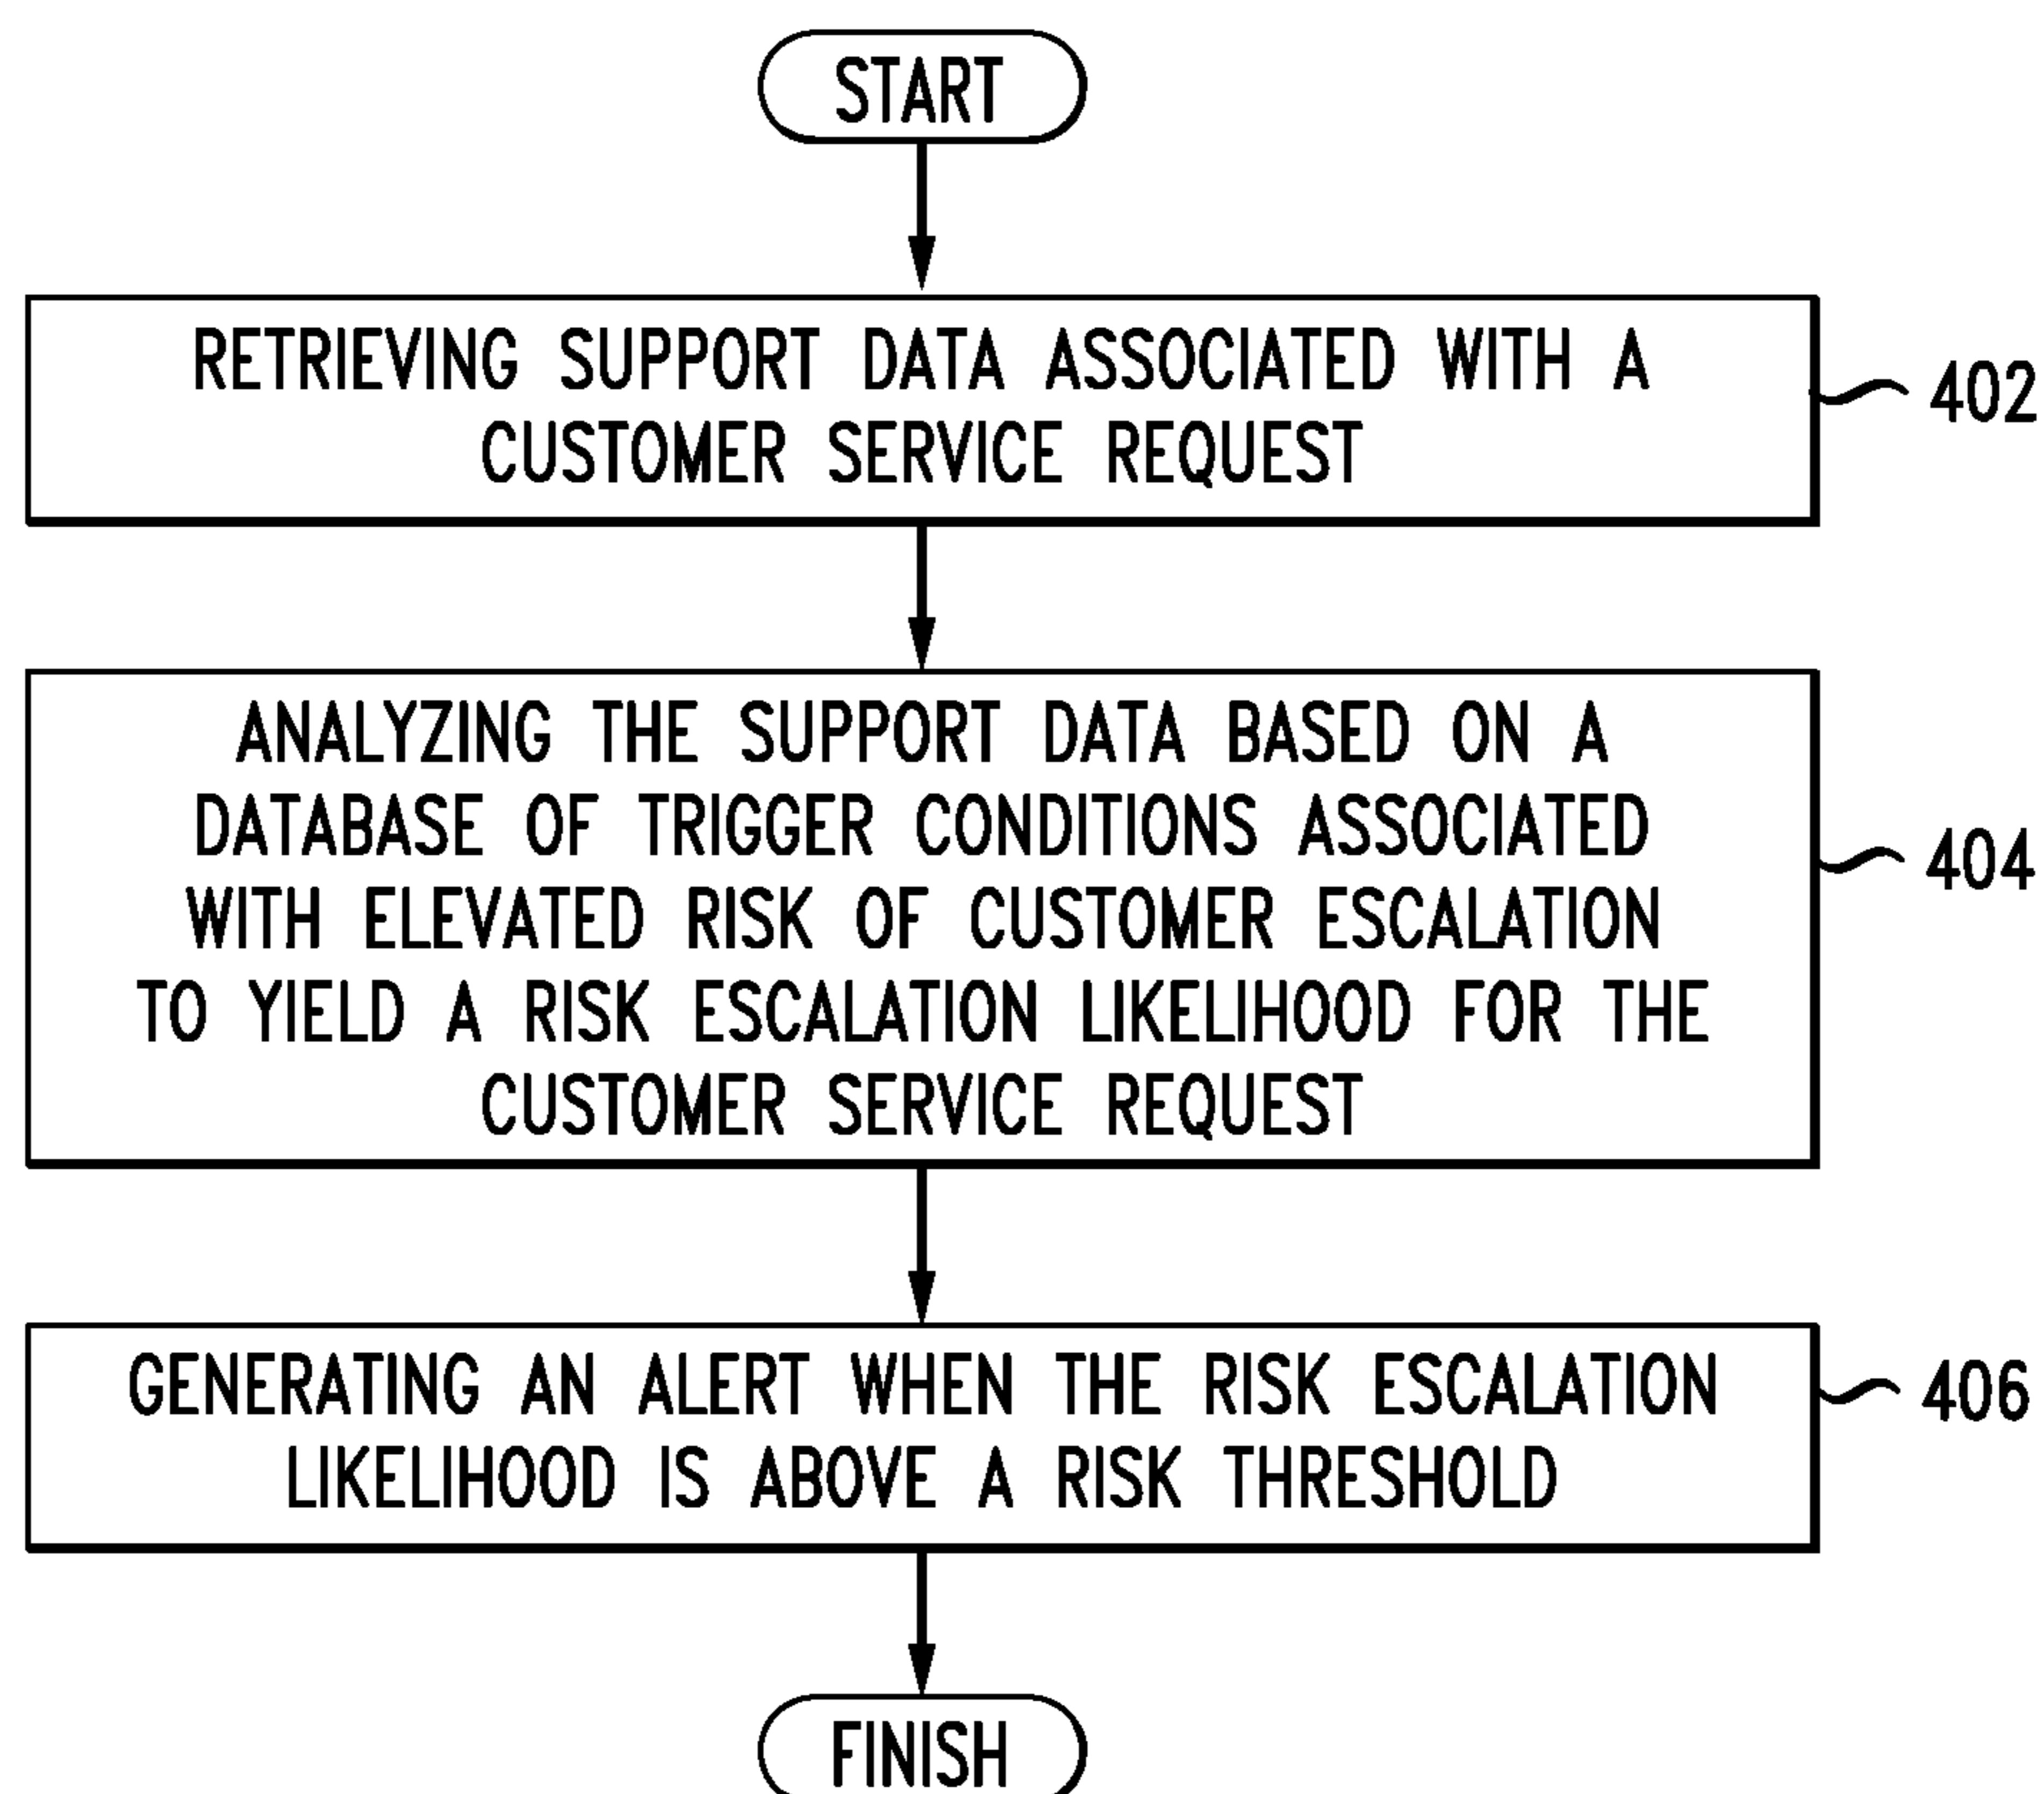 START
RETRIEVING SUPPORT DATA ASSOCIATED WITH A
CUSTOMER SERVICE REQUEST
402
ANALYZING THE SUPPORT DATA BASED ON A
DATABASE OF TRIGGER CONDITIONS ASSOCIATED
WITH ELEVATED RISK OF CUSTOMER ESCALATION
TO YIELD A RISK ESCALATION LIKELIHOOD FOR THE
CUSTOMER SERVICE REQUEST
404
GENERATING AN ALERT WHEN THE RISK ESCALATION
LIKELIHOOD IS ABOVE A RISK THRESHOLD
406
FINISH